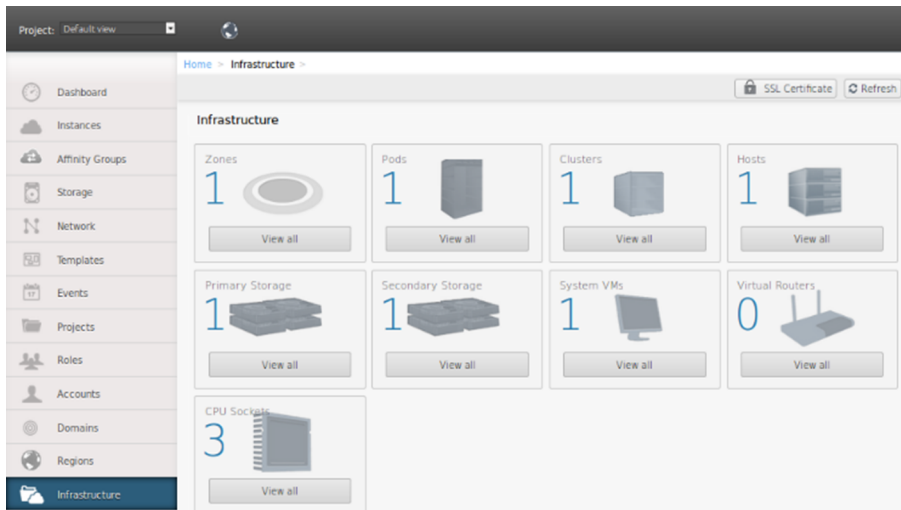 Project: Default view
Home > Infrastructure >
SSL Certificate
Refresh
Dashboard
Instances
Affinity Groups
Storage
Network
Templates
Events
Projects
Roles
Accounts
Domains
Regions
Infrastructure
Infrastructure
Zones
1
View all
Pods
1
View all
Clusters
1
View all
Hosts
1
View all
Primary Storage
1
View all
Secondary Storage
1
View all
System VMs
1
View all
Virtual Routers
0
View all
CPU Sockets
3
View all